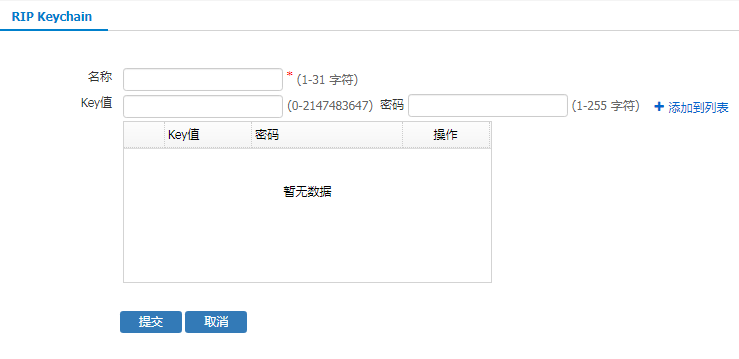 RIP Keychain
名称 * (1-31 字符)
Key值 (0-2147483647) 密码 (1-255 字符) + 添加到列表
Key值 密码 操作
暂无数据
提交 取消